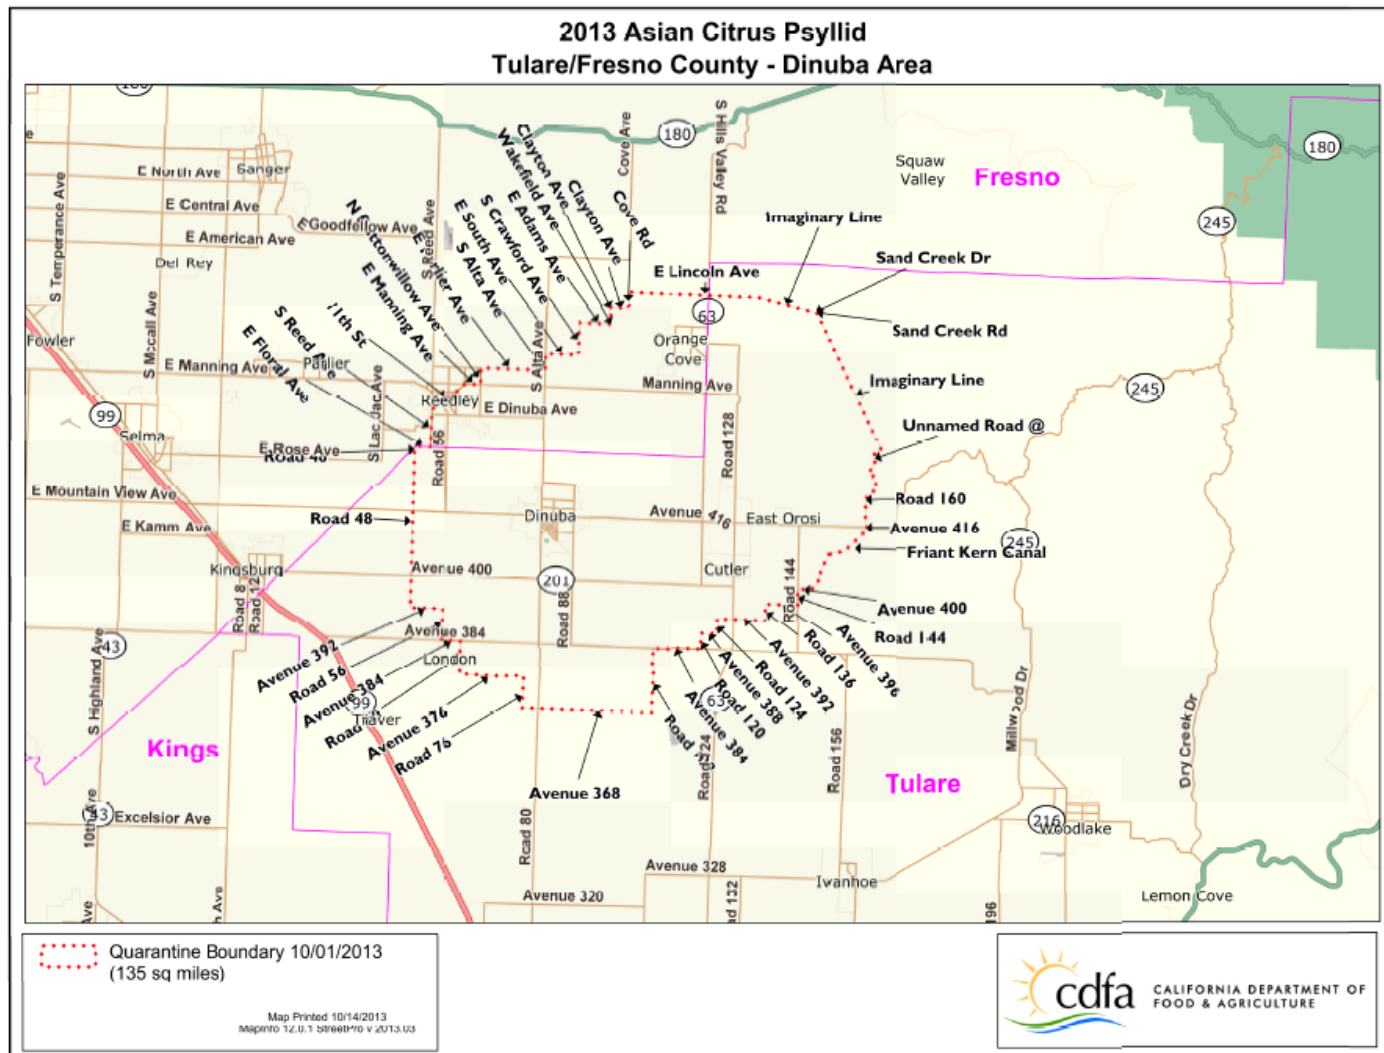 2013 Asian Citrus Psyllid
Tulare/Fresno County - Dinuba Area
180
180
Squaw
Valley
Fresno
245
S Hills Valley Rd
Cove Ave
Cove Rd
Clayton Ave
Clayton Ave
Wakefield Ave
E Adams Ave
S Crawford Ave
E South Ave
S Alta Ave
S Reed Ave
E Manning Ave
11th St
S Reed Ave
E Floral Ave
E North Ave
Sanger
E Central Ave
E Goodfellow Ave
E American Ave
Del Rey
S Temperance Ave
S Mccall Ave
Fowler
E Manning Ave
Parlier
S Lac Jac Ave
Reedley
E Dinuba Ave
S Alta Ave
Manning Ave
Orange
Cove
63
E Lincoln Ave
Imaginary Line
Sand Creek Dr
Sand Creek Rd
Imaginary Line
245
Unnamed Road @
99
Selma
E Rose Ave
Road 56
Road 128
E Mountain View Ave
E Kamm Ave
Road 48
Dinuba
Avenue 416
East Orosi
Road 160
Avenue 416
Friant Kern Canal
245
Kingsburg
Road 8
Road 12
Avenue 400
201
Road 88
Cutler
Road 144
Avenue 400
Road 144
Avenue 396
Road 136
Avenue 392
Road 124
Avenue 388
Road 120
Avenue 384
Avenue 384
London
Avenue 392
Road 56
Avenue 384
Avenue 376
Road 76
Avenue 368
43
S Highland Ave
99
Traver
Kings
63
Road 124
Road 156
Tulare
Millwood Dr
Dry Creek Dr
43
10th Ave
Excelsior Ave
Road 80
216
Woodlake
Avenue 328
Avenue 320
Ivanhoe
Lemon Cove
Quarantine Boundary 10/01/2013
(135 sq miles)
Map Printed 10/14/2013
MapInfo 12.0.1 StreetPro v 2013.03
cdfa
CALIFORNIA DEPARTMENT OF
FOOD & AGRICULTURE